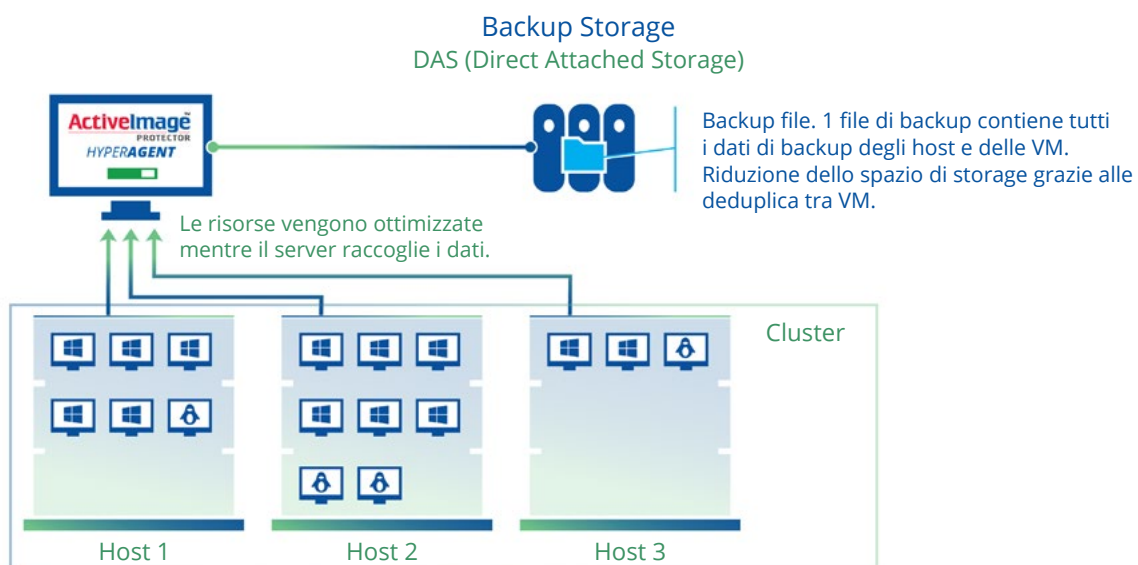 Backup Storage
DAS (Direct Attached Storage)
ActiveImage™
PROTECTOR
HYPERAGENT
Backup file. 1 file di backup contiene tutti
i dati di backup degli host e delle VM.
Riduzione dello spazio di storage grazie alle
deduplica tra VM.
Le risorse vengono ottimizzate
mentre il server raccoglie i dati.
Cluster
Host 1
Host 2
Host 3